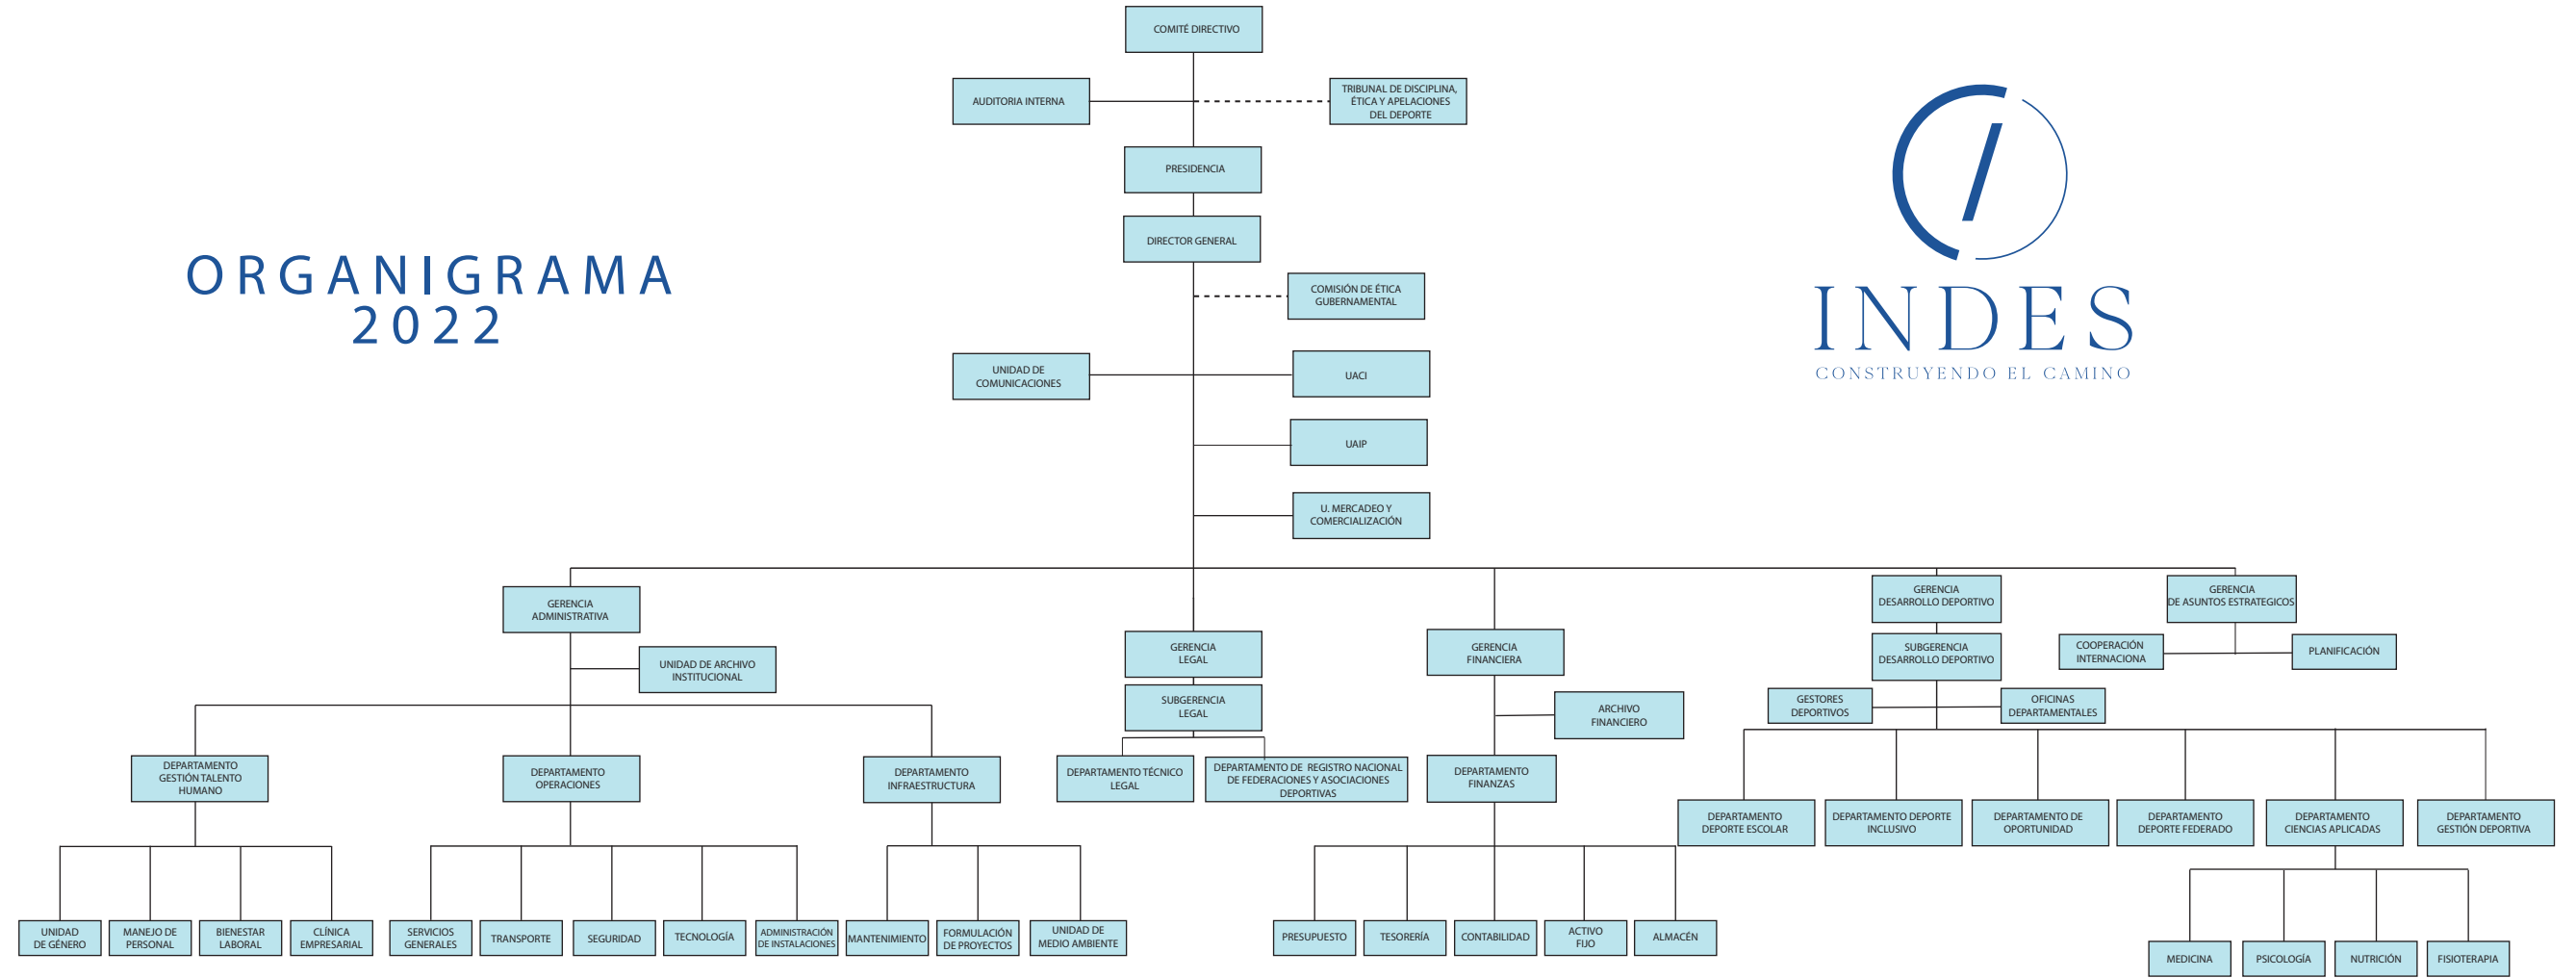 COMITÉ DIRECTIVO
AUDITORIA INTERNA
TRIBUNAL DE DISCIPLINA,
ÉTICA Y APELACIONES
DEL DEPORTE
PRESIDENCIA
DIRECTOR GENERAL
ORGANIGRAMA
2022
INDES
CONSTRUYENDO EL CAMINO
COMISIÓN DE ÉTICA
GUBERNAMENTAL
UNIDAD DE
COMUNICACIONES
UACI
UAIP
U. MERCADEO Y
COMERCIALIZACIÓN
GERENCIA
ADMINISTRATIVA
GERENCIA
LEGAL
GERENCIA
FINANCIERA
GERENCIA
DESARROLLO DEPORTIVO
GERENCIA
DE ASUNTOS ESTRATEGICOS
UNIDAD DE ARCHIVO
INSTITUCIONAL
SUBGERENCIA
LEGAL
ARCHIVO
FINANCIERO
SUBGERENCIA
DESARROLLO DEPORTIVO
COOPERACIÓN
INTERNACIONA
PLANIFICACIÓN
GESTORES
DEPORTIVOS
OFICINAS
DEPARTAMENTALES
DEPARTAMENTO
GESTIÓN TALENTO
HUMANO
DEPARTAMENTO
OPERACIONES
DEPARTAMENTO
INFRAESTRUCTURA
DEPARTAMENTO TÉCNICO
LEGAL
DEPARTAMENTO DE REGISTRO NACIONAL
DE FEDERACIONES Y ASOCIACIONES
DEPORTIVAS
DEPARTAMENTO
FINANZAS
DEPARTAMENTO
DEPORTE ESCOLAR
DEPARTAMENTO DEPORTE
INCLUSIVO
DEPARTAMENTO DE
OPORTUNIDAD
DEPARTAMENTO
DEPORTE FEDERADO
DEPARTAMENTO
CIENCIAS APLICADAS
DEPARTAMENTO
GESTIÓN DEPORTIVA
UNIDAD
DE GÉNERO
MANEJO DE
PERSONAL
BIENESTAR
LABORAL
CLÍNICA
EMPRESARIAL
SERVICIOS
GENERALES
TRANSPORTE
SEGURIDAD
TECNOLOGÍA
ADMINISTRACIÓN
DE INSTALACIONES
MANTENIMIENTO
FORMULACIÓN
DE PROYECTOS
UNIDAD DE
MEDIO AMBIENTE
PRESUPUESTO
TESORERÍA
CONTABILIDAD
ACTIVO
FIJO
ALMACÉN
MEDICINA
PSICOLOGÍA
NUTRICIÓN
FISIOTERAPIA